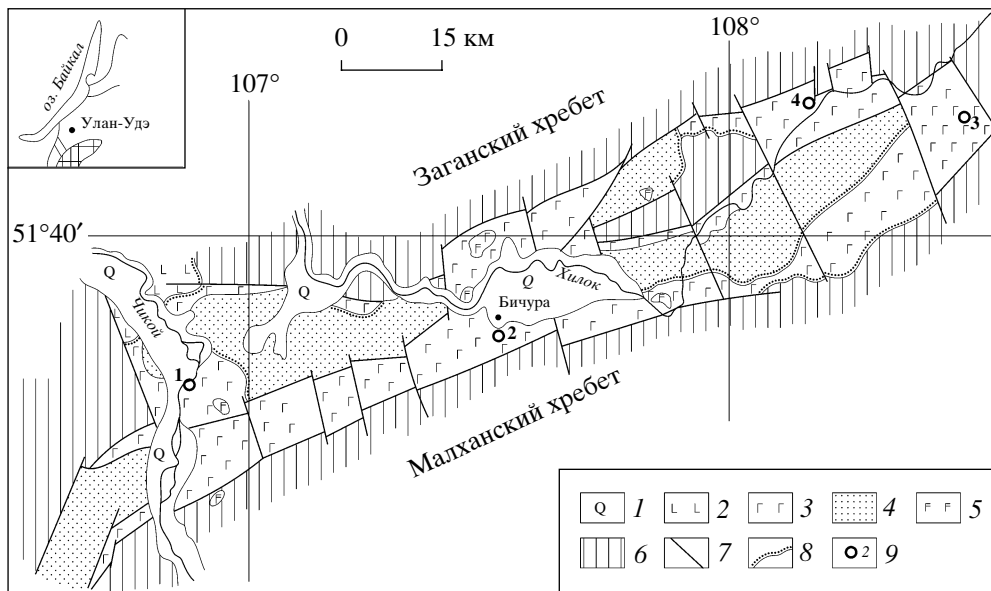 оз. Байкал
Улан-Удэ
0 15 км
107°
108°
51°40′
Заганский хребет
Малханский хребет
4
3
Q
L L
Q
Q
Хилок
Бичура
2
Чикой
1
Q
Q 1
L L 2
Г Г 3
4
F F 5
6
7
8
2 9